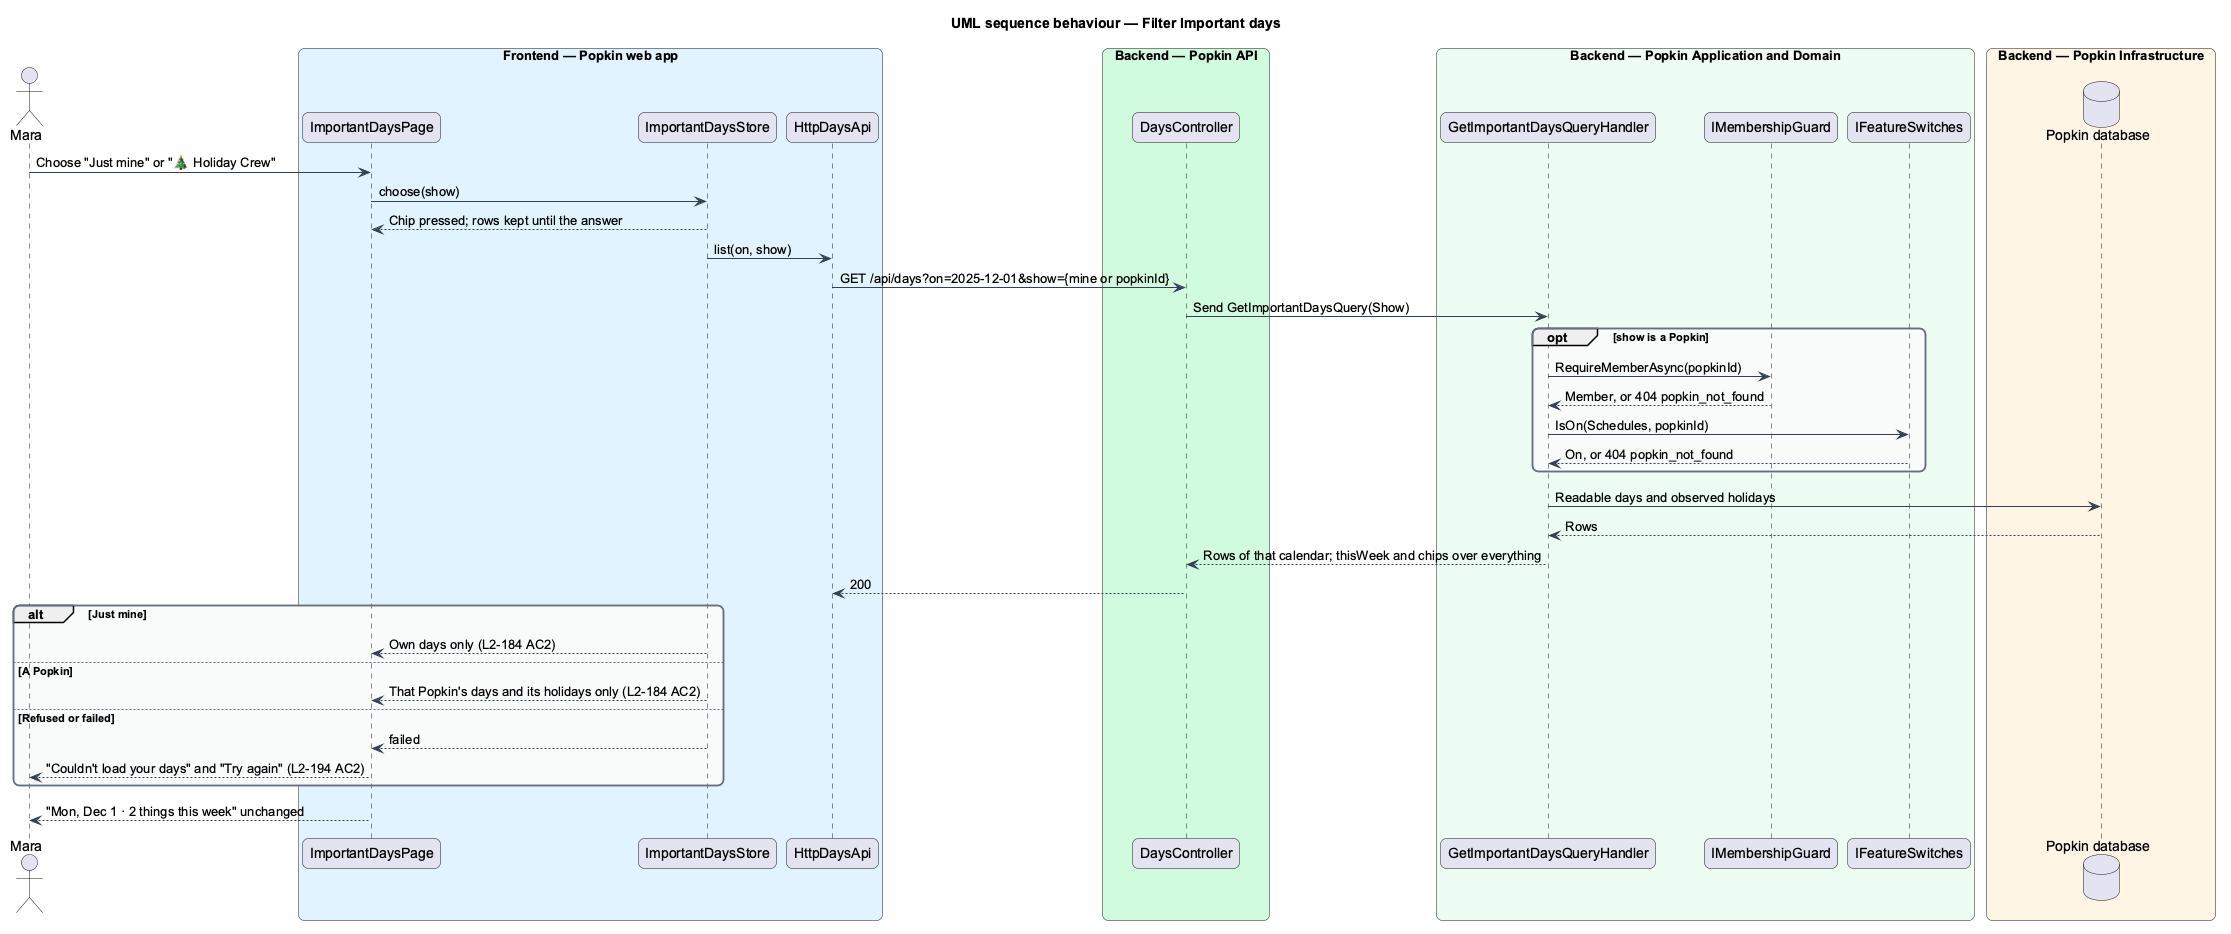 UML sequence behaviour — Filter Important days
Frontend — Popkin web app
Backend — Popkin API
Backend — Popkin Application and Domain
Backend — Popkin Infrastructure
Mara
ImportantDaysPage
ImportantDaysStore
HttpDaysApi
DaysController
GetImportantDaysQueryHandler
IMembershipGuard
IFeatureSwitches
Popkin database
Choose "Just mine" or "🎄 Holiday Crew"
choose(show)
Chip pressed; rows kept until the answer
list(on, show)
GET /api/days?on=2025-12-01&show={mine or popkinId}
Send GetImportantDaysQuery(Show)
opt [show is a Popkin]
RequireMemberAsync(popkinId)
Member, or 404 popkin_not_found
IsOn(Schedules, popkinId)
On, or 404 popkin_not_found
Readable days and observed holidays
Rows
Rows of that calendar; thisWeek and chips over everything
200
alt [Just mine]
Own days only (L2-184 AC2)
[A Popkin]
That Popkin's days and its holidays only (L2-184 AC2)
[Refused or failed]
failed
"Couldn't load your days" and "Try again" (L2-194 AC2)
"Mon, Dec 1 · 2 things this week" unchanged
Mara
ImportantDaysPage
ImportantDaysStore
HttpDaysApi
DaysController
GetImportantDaysQueryHandler
IMembershipGuard
IFeatureSwitches
Popkin database